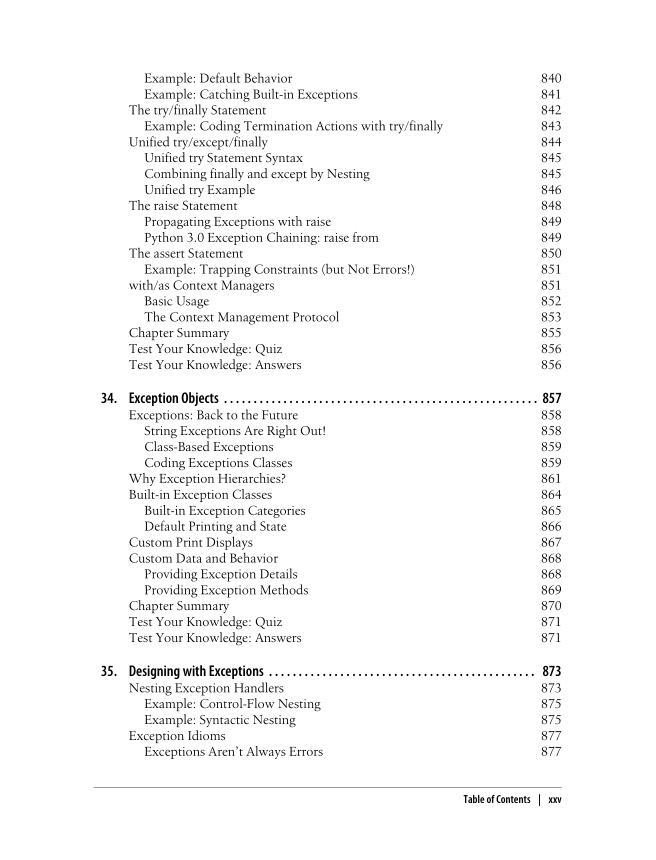 Example: Default Behavior 840
Example: Catching Built-in Exceptions 841
The try/finally Statement 842
Example: Coding Termination Actions with try/finally 843
Unified try/except/finally 844
Unified try Statement Syntax 845
Combining finally and except by Nesting 845
Unified try Example 846
The raise Statement 848
Propagating Exceptions with raise 849
Python 3.0 Exception Chaining: raise from 849
The assert Statement 850
Example: Trapping Constraints (but Not Errors!) 851
with/as Context Managers 851
Basic Usage 852
The Context Management Protocol 853
Chapter Summary 855
Test Your Knowledge: Quiz 856
Test Your Knowledge: Answers 856
34. Exception Objects . . . . . . . . . . . . . . . . . . . . . . . . . . . . . . . . . . . . . . . . . . . . . . . . . . . . . 857
Exceptions: Back to the Future 858
String Exceptions Are Right Out! 858
Class-Based Exceptions 859
Coding Exceptions Classes 859
Why Exception Hierarchies? 861
Built-in Exception Classes 864
Built-in Exception Categories 865
Default Printing and State 866
Custom Print Displays 867
Custom Data and Behavior 868
Providing Exception Details 868
Providing Exception Methods 869
Chapter Summary 870
Test Your Knowledge: Quiz 871
Test Your Knowledge: Answers 871
35. Designing with Exceptions . . . . . . . . . . . . . . . . . . . . . . . . . . . . . . . . . . . . . . . . . . . . . 873
Nesting Exception Handlers 873
Example: Control-Flow Nesting 875
Example: Syntactic Nesting 875
Exception Idioms 877
Exceptions Aren’t Always Errors 877
Table of Contents | xxv